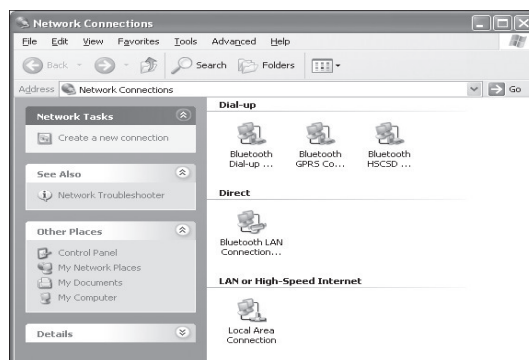 Network Connections
File Edit View Favorites Tools Advanced Help
Back Search Folders
Address Network Connections Go
Network Tasks
Create a new connection
See Also
Network Troubleshooter
Other Places
Control Panel
My Network Places
My Documents
My Computer
Details
Dial-up
Bluetooth Dial-up ...
Bluetooth GPRS Co...
Bluetooth HSCSD ...
Direct
Bluetooth LAN Connection...
LAN or High-Speed Internet
Local Area Connection